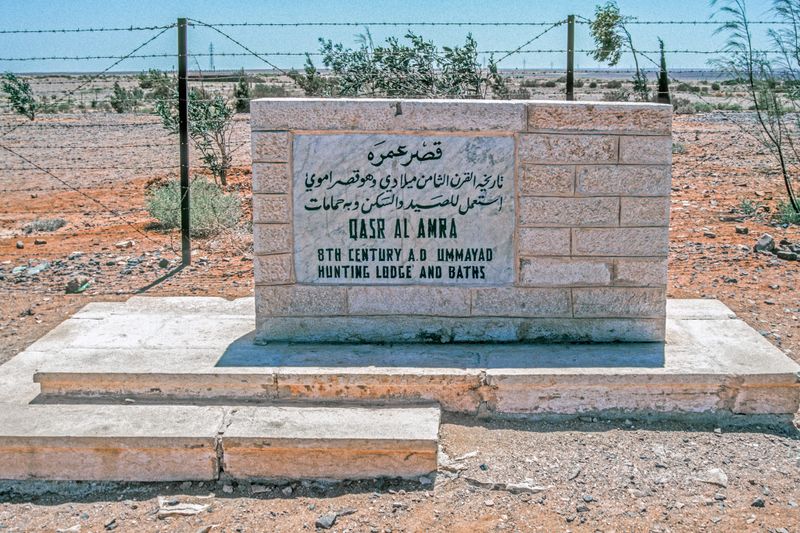 قصر عمره
تاريخيه القرن الثامن ميلادي وهو قصر اموي
إستعمل للصيد والسكن وبه حمامات
QASR AL AMRA
8TH CENTURY A.D UMMAYAD
HUNTING LODGE AND BATHS